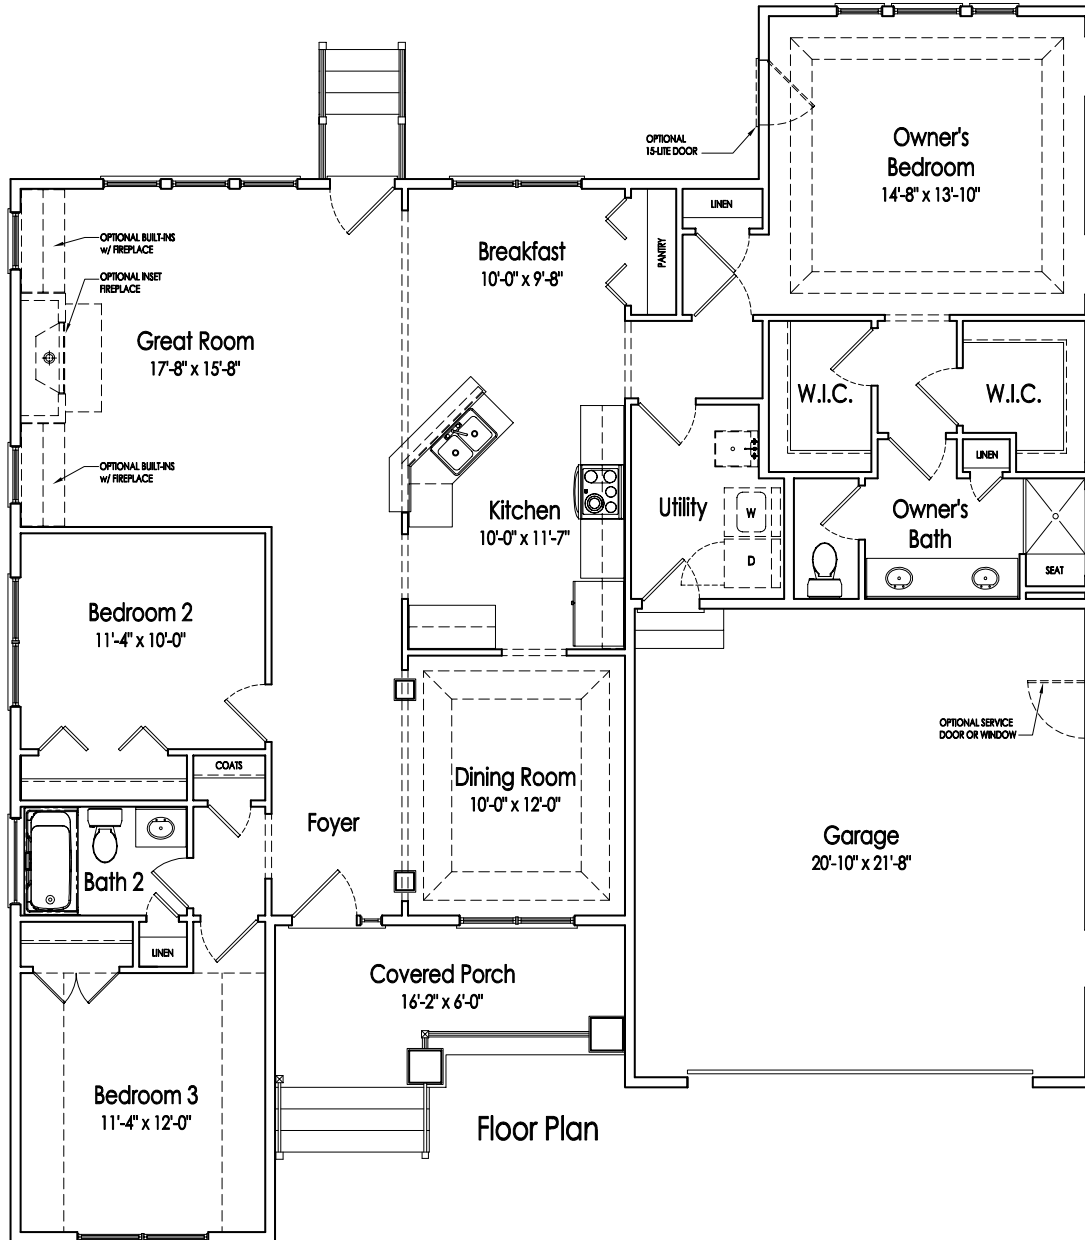 OPTIONAL
15-LITE DOOR
Owner's
Bedroom
14'-8" x 13'-10"
LINEN
OPTIONAL BUILT-INS
w/ FIREPLACE
OPTIONAL INSET
FIREPLACE
Breakfast
10'-0" x 9'-8"
PANTRY
Great Room
17'-8" x 15'-8"
W.I.C.
W.I.C.
OPTIONAL BUILT-INS
w/ FIREPLACE
LINEN
Kitchen
10'-0" x 11'-7"
Utility
W
D
Owner's
Bath
SEAT
Bedroom 2
11'-4" x 10'-0"
OPTIONAL SERVICE
DOOR OR WINDOW
COATS
Dining Room
10'-0" x 12'-0"
Foyer
Garage
20'-10" x 21'-8"
Bath 2
LINEN
Covered Porch
16'-2" x 6'-0"
Bedroom 3
11'-4" x 12'-0"
Floor Plan